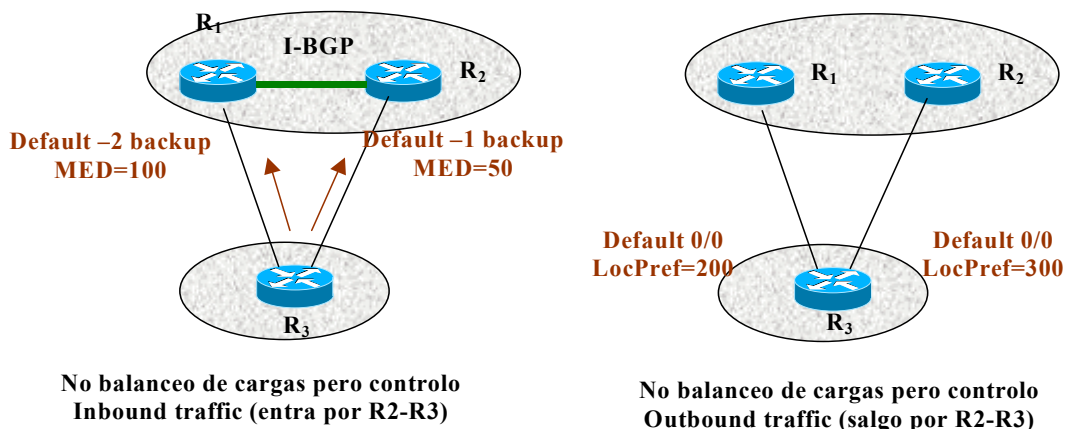 R1
I-BGP
R2
Default –2 backup
MED=100
Default –1 backup
MED=50
R3
No balanceo de cargas pero controlo
Inbound traffic (entra por R2-R3)
R1
R2
Default 0/0
LocPref=200
Default 0/0
LocPref=300
R3
No balanceo de cargas pero controlo
Outbound traffic (salgo por R2-R3)